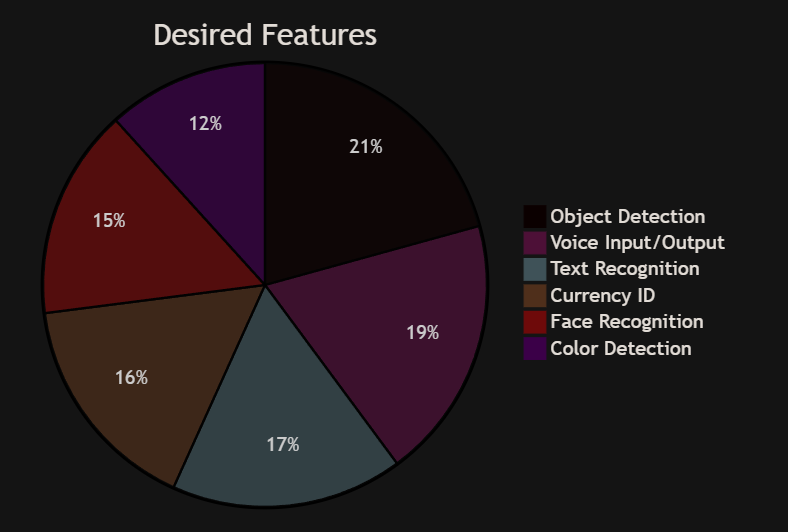 Desired Features
12%
21%
15%
19%
16%
17%
Object Detection
Voice Input/Output
Text Recognition
Currency ID
Face Recognition
Color Detection